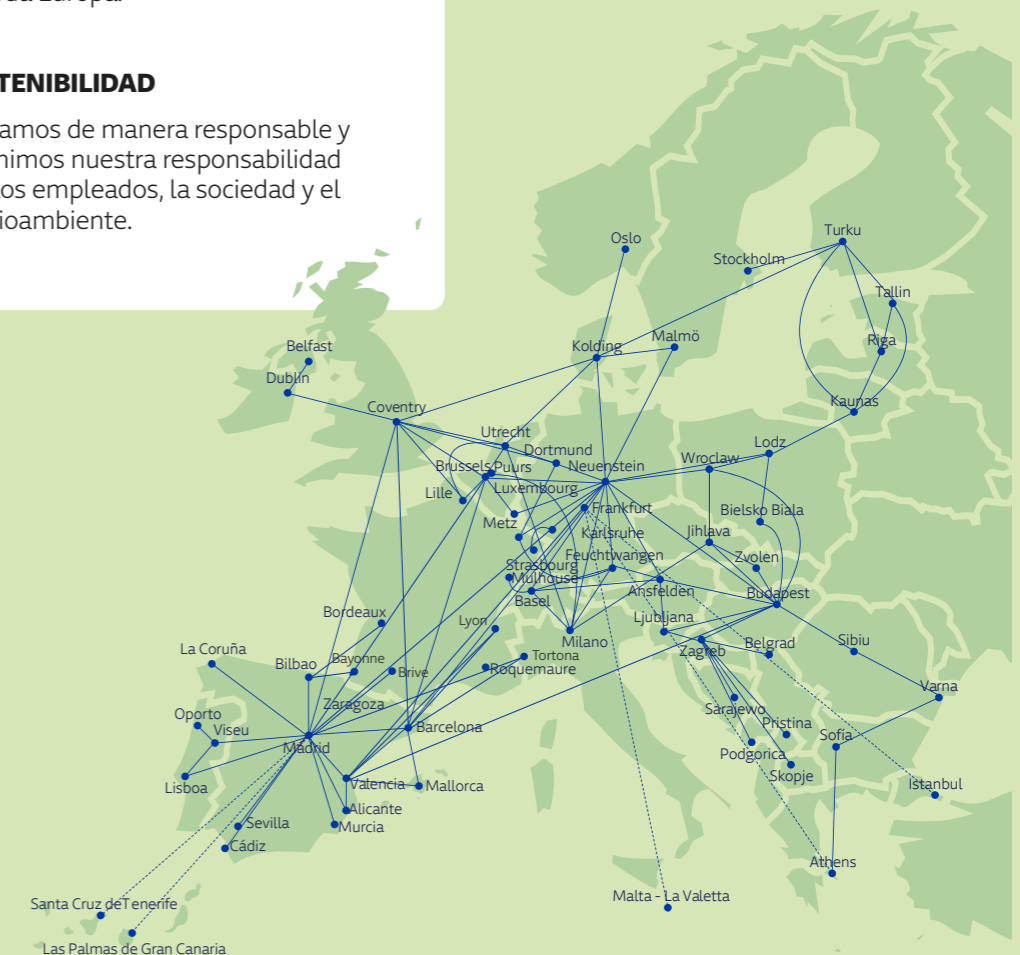 TENIBILIDAD
amos de manera responsable y
nimos nuestra responsabilidad
os empleados, la sociedad y el
ioambiente.
Oslo
Turku
Stockholm
Tallin
Riga
Malmö
Kolding
Belfast
Dublin
Coventry
Kaunas
Utrecht
Dortmund
Lodz
Wroclaw
Brussels
Puurs
Neuenstein
Lille
Luxembourg
Frankfurt
Bielsko Biala
Metz
Karlsruhe
Jihlava
Feuchtwangen
Zvolen
Strasbourg
Mulhouse
Ansfelden
Budapest
Basel
Bordeaux
Lyon
Ljubljana
Milano
Zagreb
Belgrad
Sibiu
La Coruña
Bilbao
Bayonne
Brive
Tortona
Roquemaure
Varna
Zaragoza
Sarajewo
Oporto
Viseu
Barcelona
Pristina
Sofía
Madrid
Podgorica
Skopje
Lisboa
Valencia
Mallorca
Istanbul
Alicante
Sevilla
Murcia
Cádiz
Athens
Malta - La Valetta
Santa Cruz deT enerife
Las Palmas de Gran Canaria